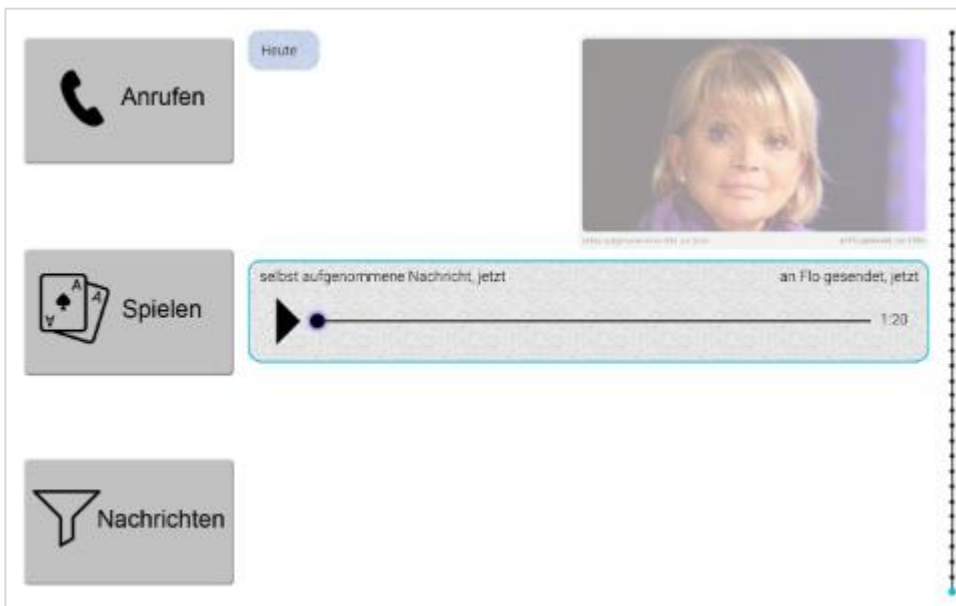 Anrufen
Heute
selbst aufgenommene Nachricht, jetzt
an Flo gesendet, jetzt
1:20
A
A
A
Spielen
Nachrichten